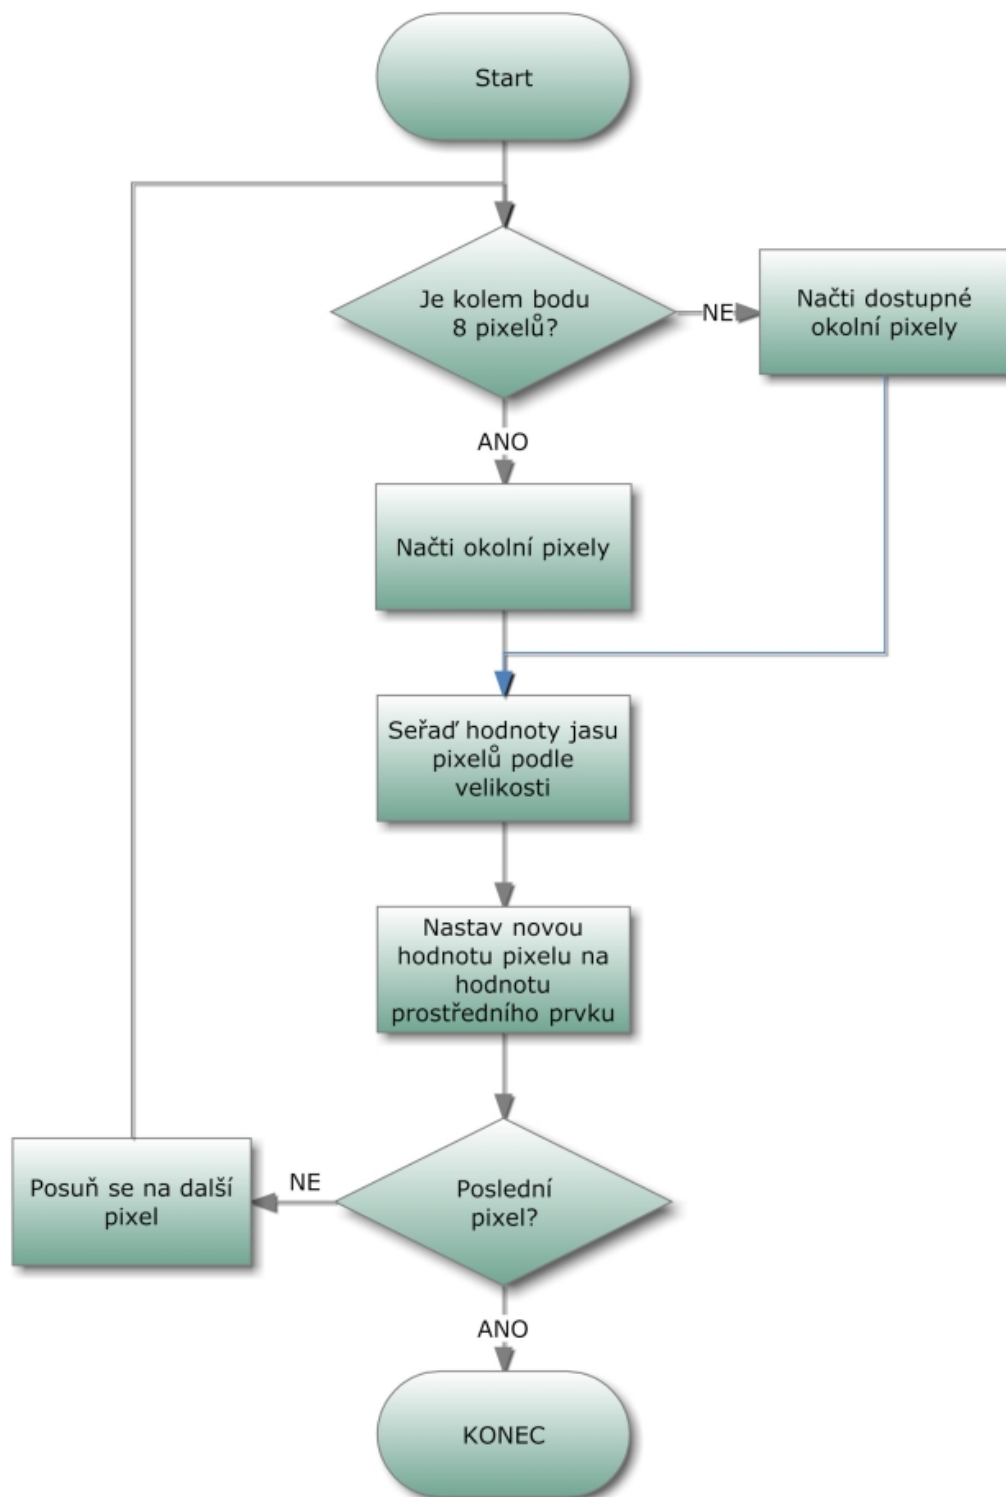 Start
Je kolem bodu
8 pixelů?
NE
Načti dostupné
okolní pixely
ANO
Načti okolní pixely
Seřaď hodnoty jasu
pixelů podle
velikosti
Nastav novou
hodnotu pixelu na
hodnotu
prostředního prvku
Poslední
pixel?
NE
Posuň se na další
pixel
ANO
KONEC